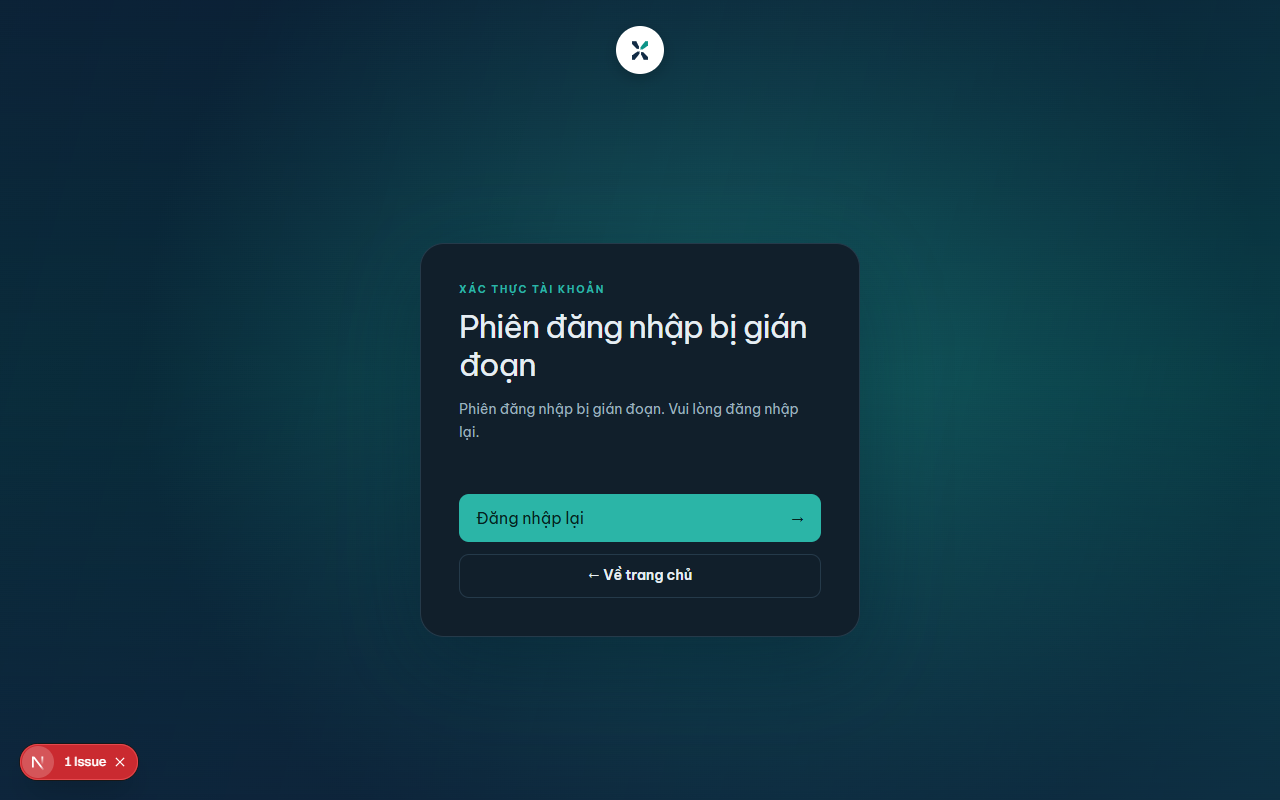 XÁC THỰC TÀI KHOẢN
Phiên đăng nhập bị gián
đoạn
Phiên đăng nhập bị gián đoạn. Vui lòng đăng nhập
lại.
Đăng nhập lại →
← Về trang chủ
N 1 Issue ×